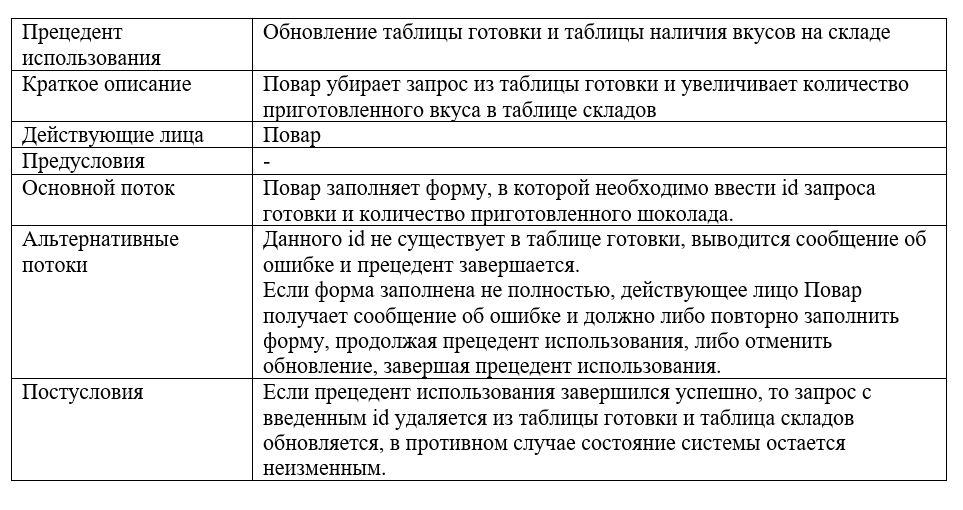 Прецедент использования
Обновление таблицы готовки и таблицы наличия вкусов на складе
Краткое описание
Повар убирает запрос из таблицы готовки и увеличивает количество
приготовленного вкуса в таблице складов
Действующие лица
Повар
Предусловия
-
Основной поток
Повар заполняет форму, в которой необходимо ввести id запроса
готовки и количество приготовленного шоколада.
Альтернативные
потоки
Данного id не существует в таблице готовки, выводится сообщение об
ошибке и прецедент завершается.
Если форма заполнена не полностью, действующее лицо Повар
получает сообщение об ошибке и должно либо повторно заполнить
форму, продолжая прецедент использования, либо отменить
обновление, завершая прецедент использования.
Постусловия
Если прецедент использования завершился успешно, то запрос с
введенным id удаляется из таблицы готовки и таблица складов
обновляется, в противном случае состояние системы остается
неизменным.